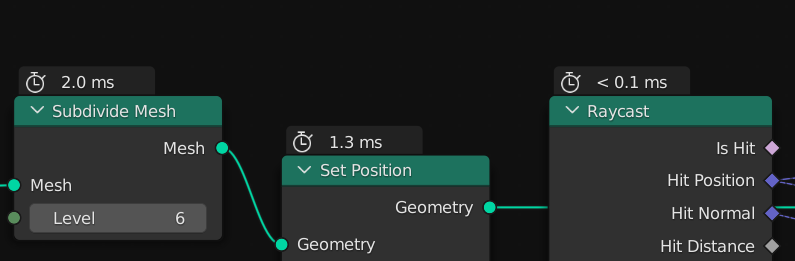 2.0 ms
Subdivide Mesh
Mesh
Mesh
Level 6
1.3 ms
Set Position
Geometry
Geometry
< 0.1 ms
Raycast
Is Hit
Hit Position
Hit Normal
Hit Distance